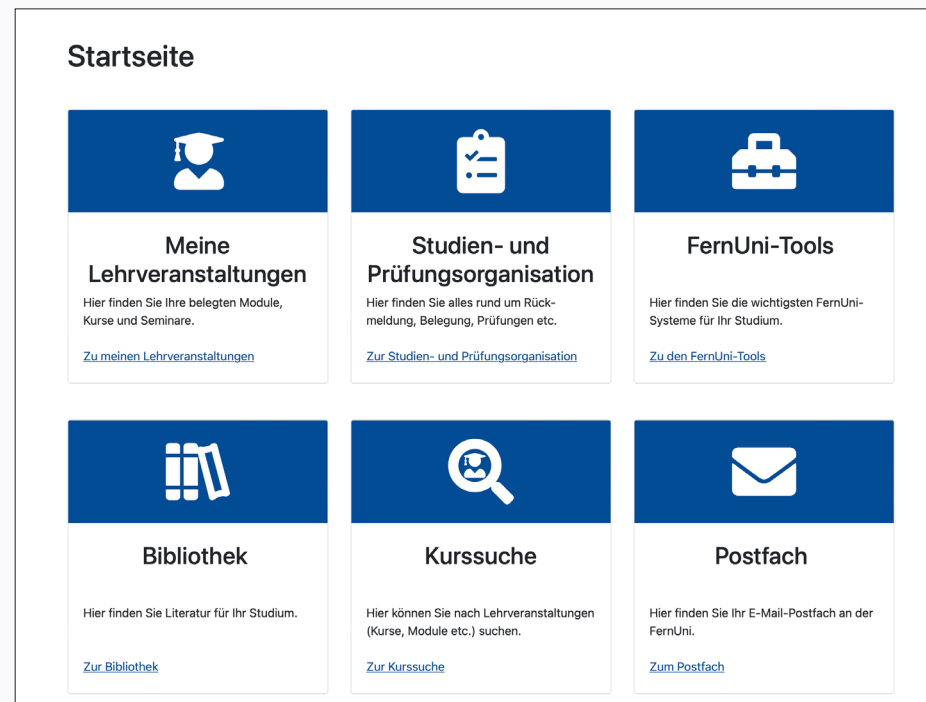 Startseite
Meine
Lehrveranstaltungen
Hier finden Sie Ihre belegten Module,
Kurse und Seminare.
Zu meinen Lehrveranstaltungen
Studien- und
Prüfungsorganisation
Hier finden Sie alles rund um Rück-
meldung, Belegung, Prüfungen etc.
Zur Studien- und Prüfungsorganisation
FernUni-Tools
Hier finden Sie die wichtigsten FernUni-
Systeme für Ihr Studium.
Zu den FernUni-Tools
Bibliothek
Hier finden Sie Literatur für Ihr Studium.
Zur Bibliothek
Kurssuche
Hier können Sie nach Lehrveranstaltungen
(Kurse, Module etc.) suchen.
Zur Kurssuche
Postfach
Hier finden Sie Ihr E-Mail-Postfach an der
FernUni.
Zum Postfach